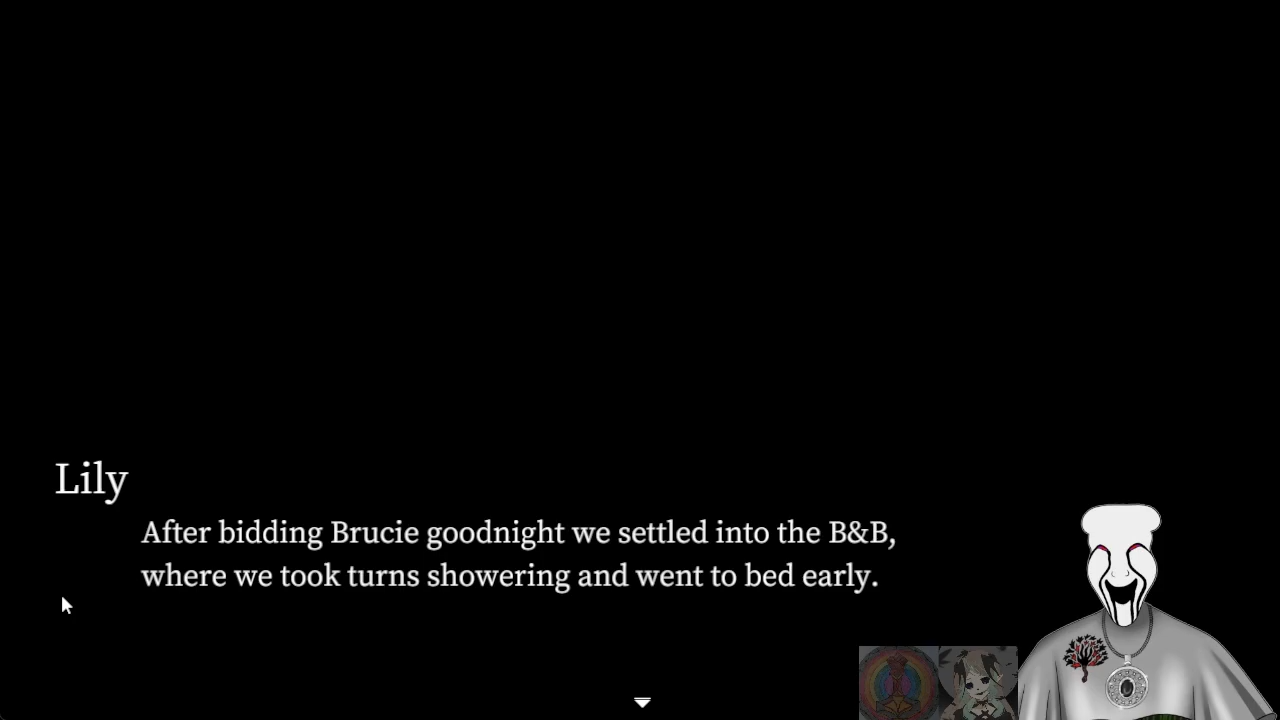 Lily
After bidding Brucie goodnight we settled into the B&B,
where we took turns showering and went to bed early.